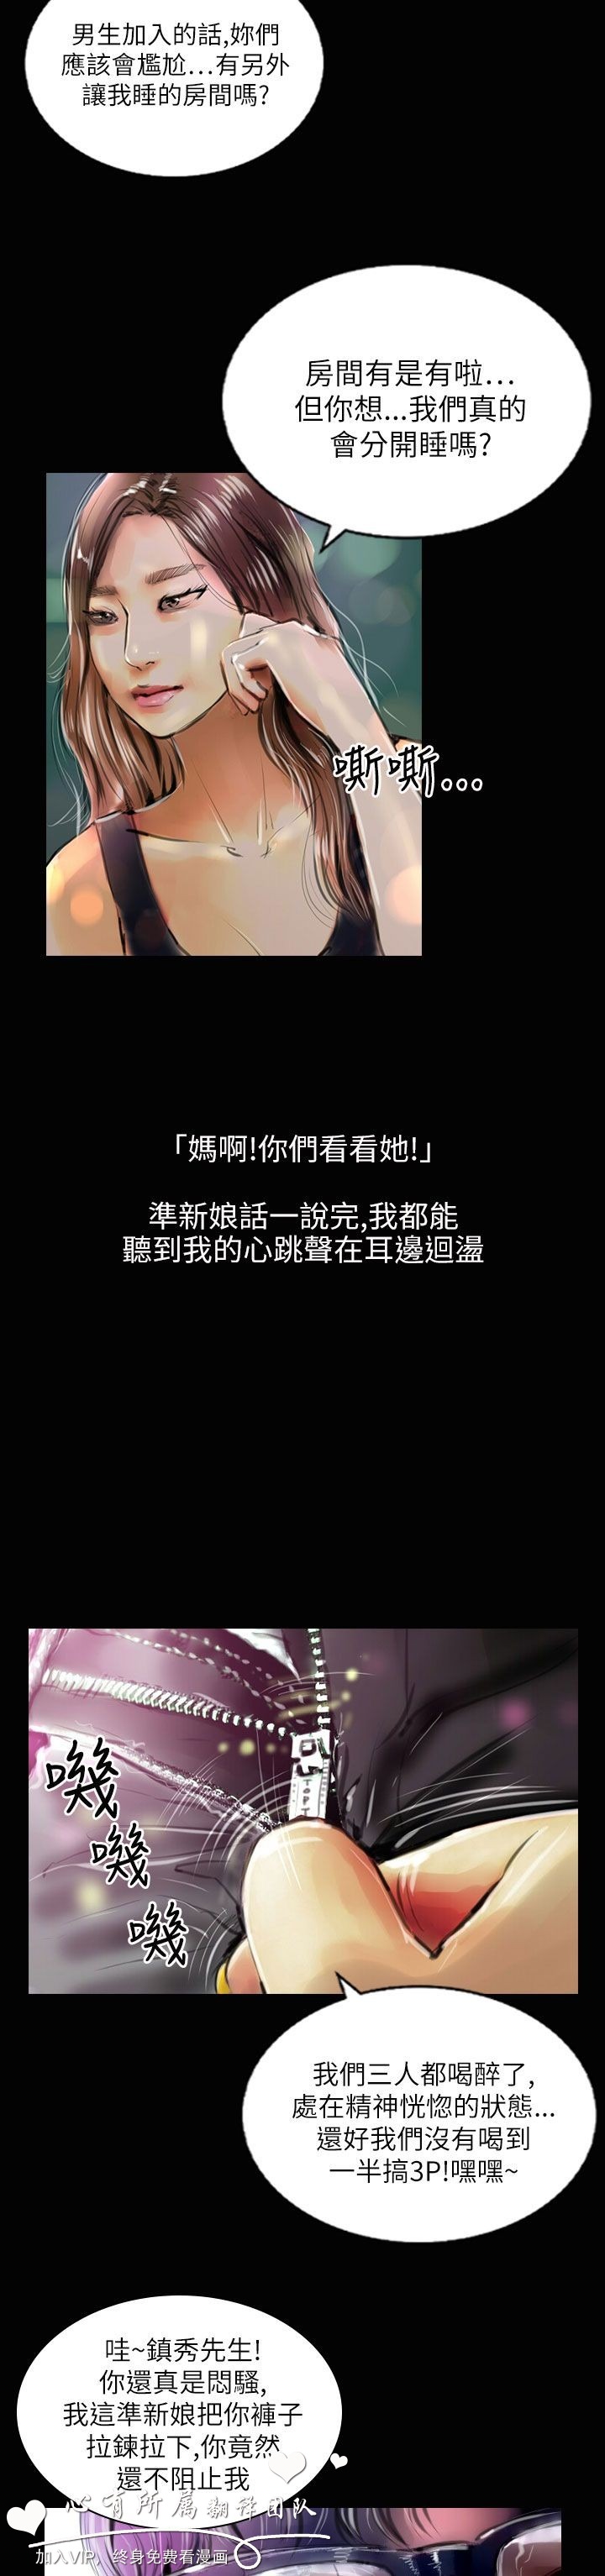 男生加入的話,妳們
應該會尷尬...有另外
讓我睡的房間嗎?
房間有是有啦...
但你想...我們真的
會分開睡嗎?
嘶嘶...
「媽啊!你們看看她!」
準新娘話一說完,我都能
聽到我的心跳聲在耳邊迴盪
嘰
嘰
嘰
我們三人都喝醉了,
處在精神恍惚的狀態...
還好我們沒有喝到
一半搞3P!嘿嘿~
哇~鎮秀先生!
你還真是悶騷,
我這準新娘把你褲子
拉鍊拉下,你竟然
還不阻止我
心有所属翻译团队
加入VIP，终身免费看漫画